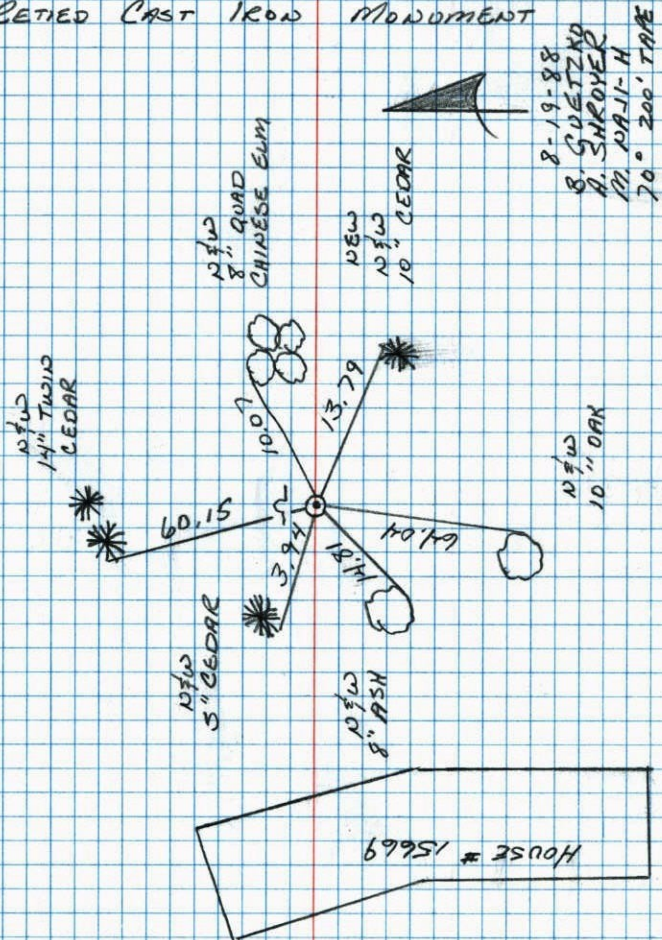 RETIED CAST IRON MONUMENT
8-19-88
B. GUETZKO
A. SHROYER
M. NAJI-H
70° 200' TAPE
N&W
8" QUAD
CHINESE ELM
NEW
N&W
10" CEDAR
N&W
14" TWIN
CEDAR
10.07
13.79
60.15
3.94
14.81
64.04
N&W
10" OAK
N&W
5" CEDAR
N&W
8" ASH
HOUSE # 15669